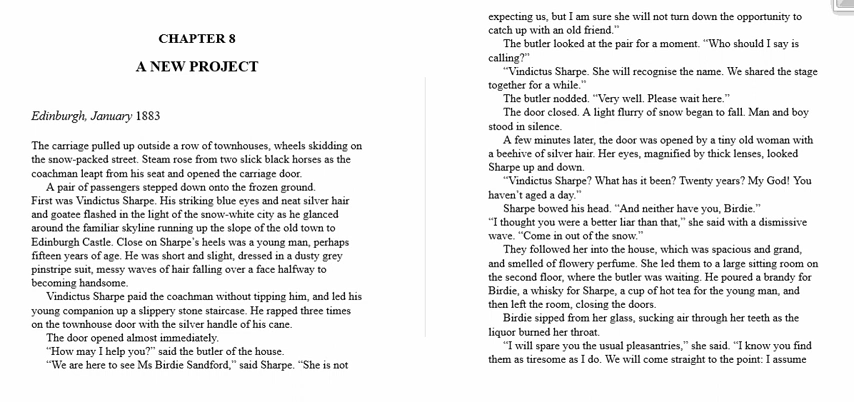 CHAPTER 8
A NEW PROJECT
Edinburgh, January 1883
The carriage pulled up outside a row of townhouses, wheels skidding on
the snow-packed street. Steam rose from two slick black horses as the
coachman leapt from his seat and opened the carriage door.
A pair of passengers stepped down onto the frozen ground.
First was Vindictus Sharpe. His striking blue eyes and neat silver hair
and goatee flashed in the light of the snow-white city as he glanced
around the familiar skyline running up the slope of the old town to
Edinburgh Castle. Close on Sharpe’s heels was a young man, perhaps
fifteen years of age. He was short and slight, dressed in a dusty grey
pinstripe suit, messy waves of hair falling over a face halfway to
becoming handsome.
Vindictus Sharpe paid the coachman without tipping him, and led his
young companion up a slippery stone staircase. He rapped three times
on the townhouse door with the silver handle of his cane.
The door opened almost immediately.
“How may I help you?” said the butler of the house.
“We are here to see Ms Birdie Sandford,” said Sharpe. “She is not
expecting us, but I am sure she will not turn down the opportunity to
catch up with an old friend.”
The butler looked at the pair for a moment. “Who should I say is
calling?”
“Vindictus Sharpe. She will recognise the name. We shared the stage
together for a while.”
The butler nodded. “Very well. Please wait here.”
The door closed. A light flurry of snow began to fall. Man and boy
stood in silence.
A few minutes later, the door was opened by a tiny old woman with
a beehive of silver hair. Her eyes, magnified by thick lenses, looked
Sharpe up and down.
“Vindictus Sharpe? What has it been? Twenty years? My God! You
haven’t aged a day.”
Sharpe bowed his head. “And neither have you, Birdie.”
“I thought you were a better liar than that,” she said with a dismissive
wave. “Come in out of the snow.”
They followed her into the house, which was spacious and grand,
and smelled of flowery perfume. She led them to a large sitting room on
the second floor, where the butler was waiting. He poured a brandy for
Birdie, a whisky for Sharpe, a cup of hot tea for the young man, and
then left the room, closing the doors.
Birdie sipped from her glass, sucking air through her teeth as the
liquor burned her throat.
“I will spare you the usual pleasantries,” she said. “I know you find
them as tiresome as I do. We will come straight to the point: I assume